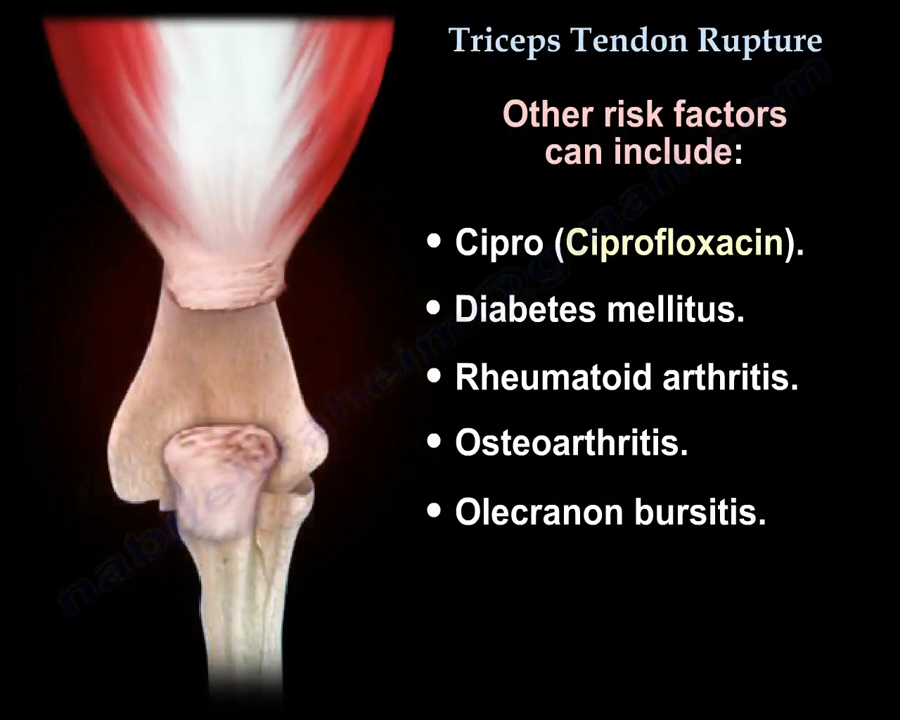 Triceps Tendon Rupture
Other risk factors
can include:
• Cipro (Ciprofloxacin).
• Diabetes mellitus.
• Rheumatoid arthritis.
• Osteoarthritis.
• Olecranon bursitis.